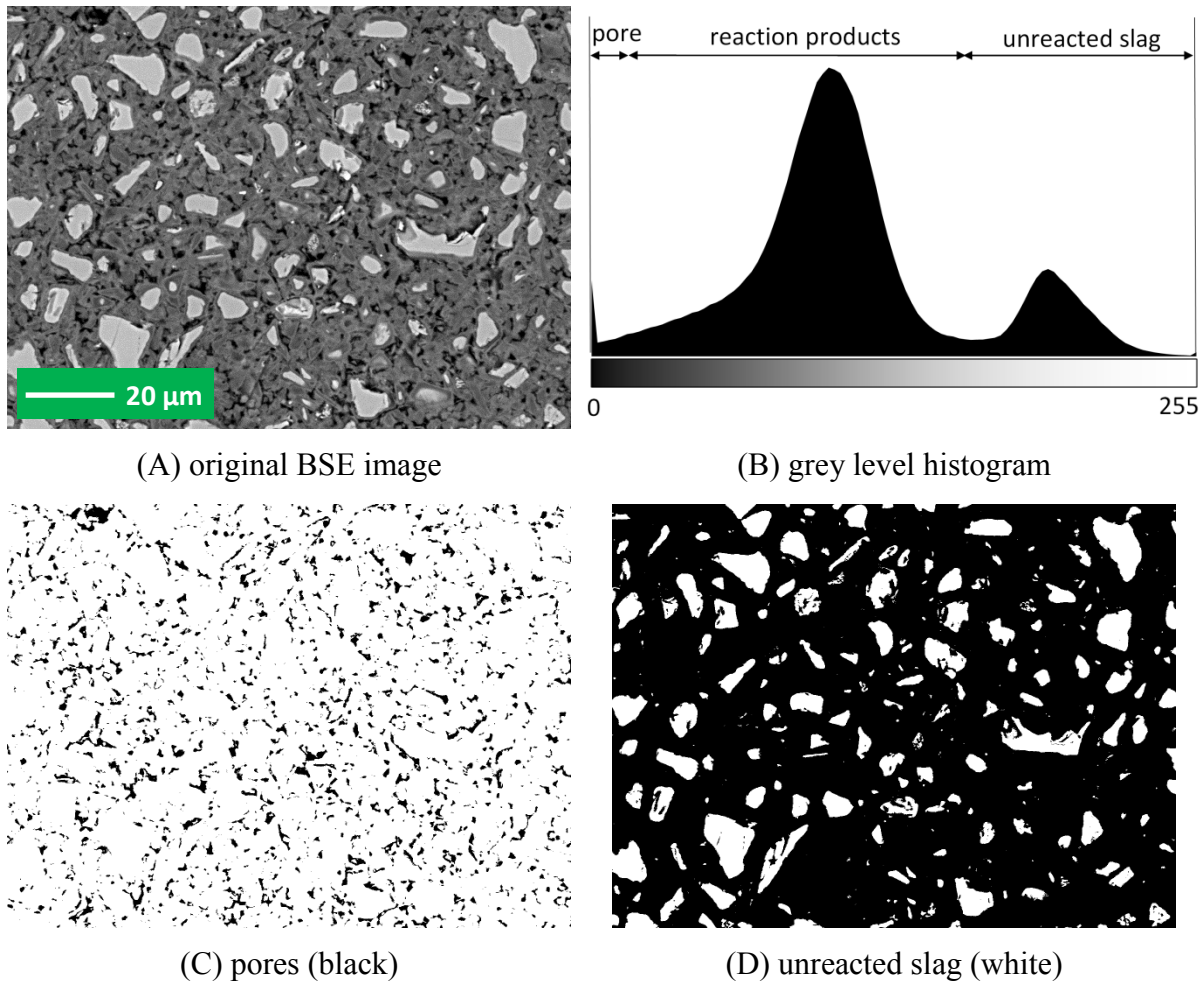 pore
reaction products
unreacted slag
20 µm
0
255
(A) original BSE image
(B) grey level histogram
(C) pores (black)
(D) unreacted slag (white)